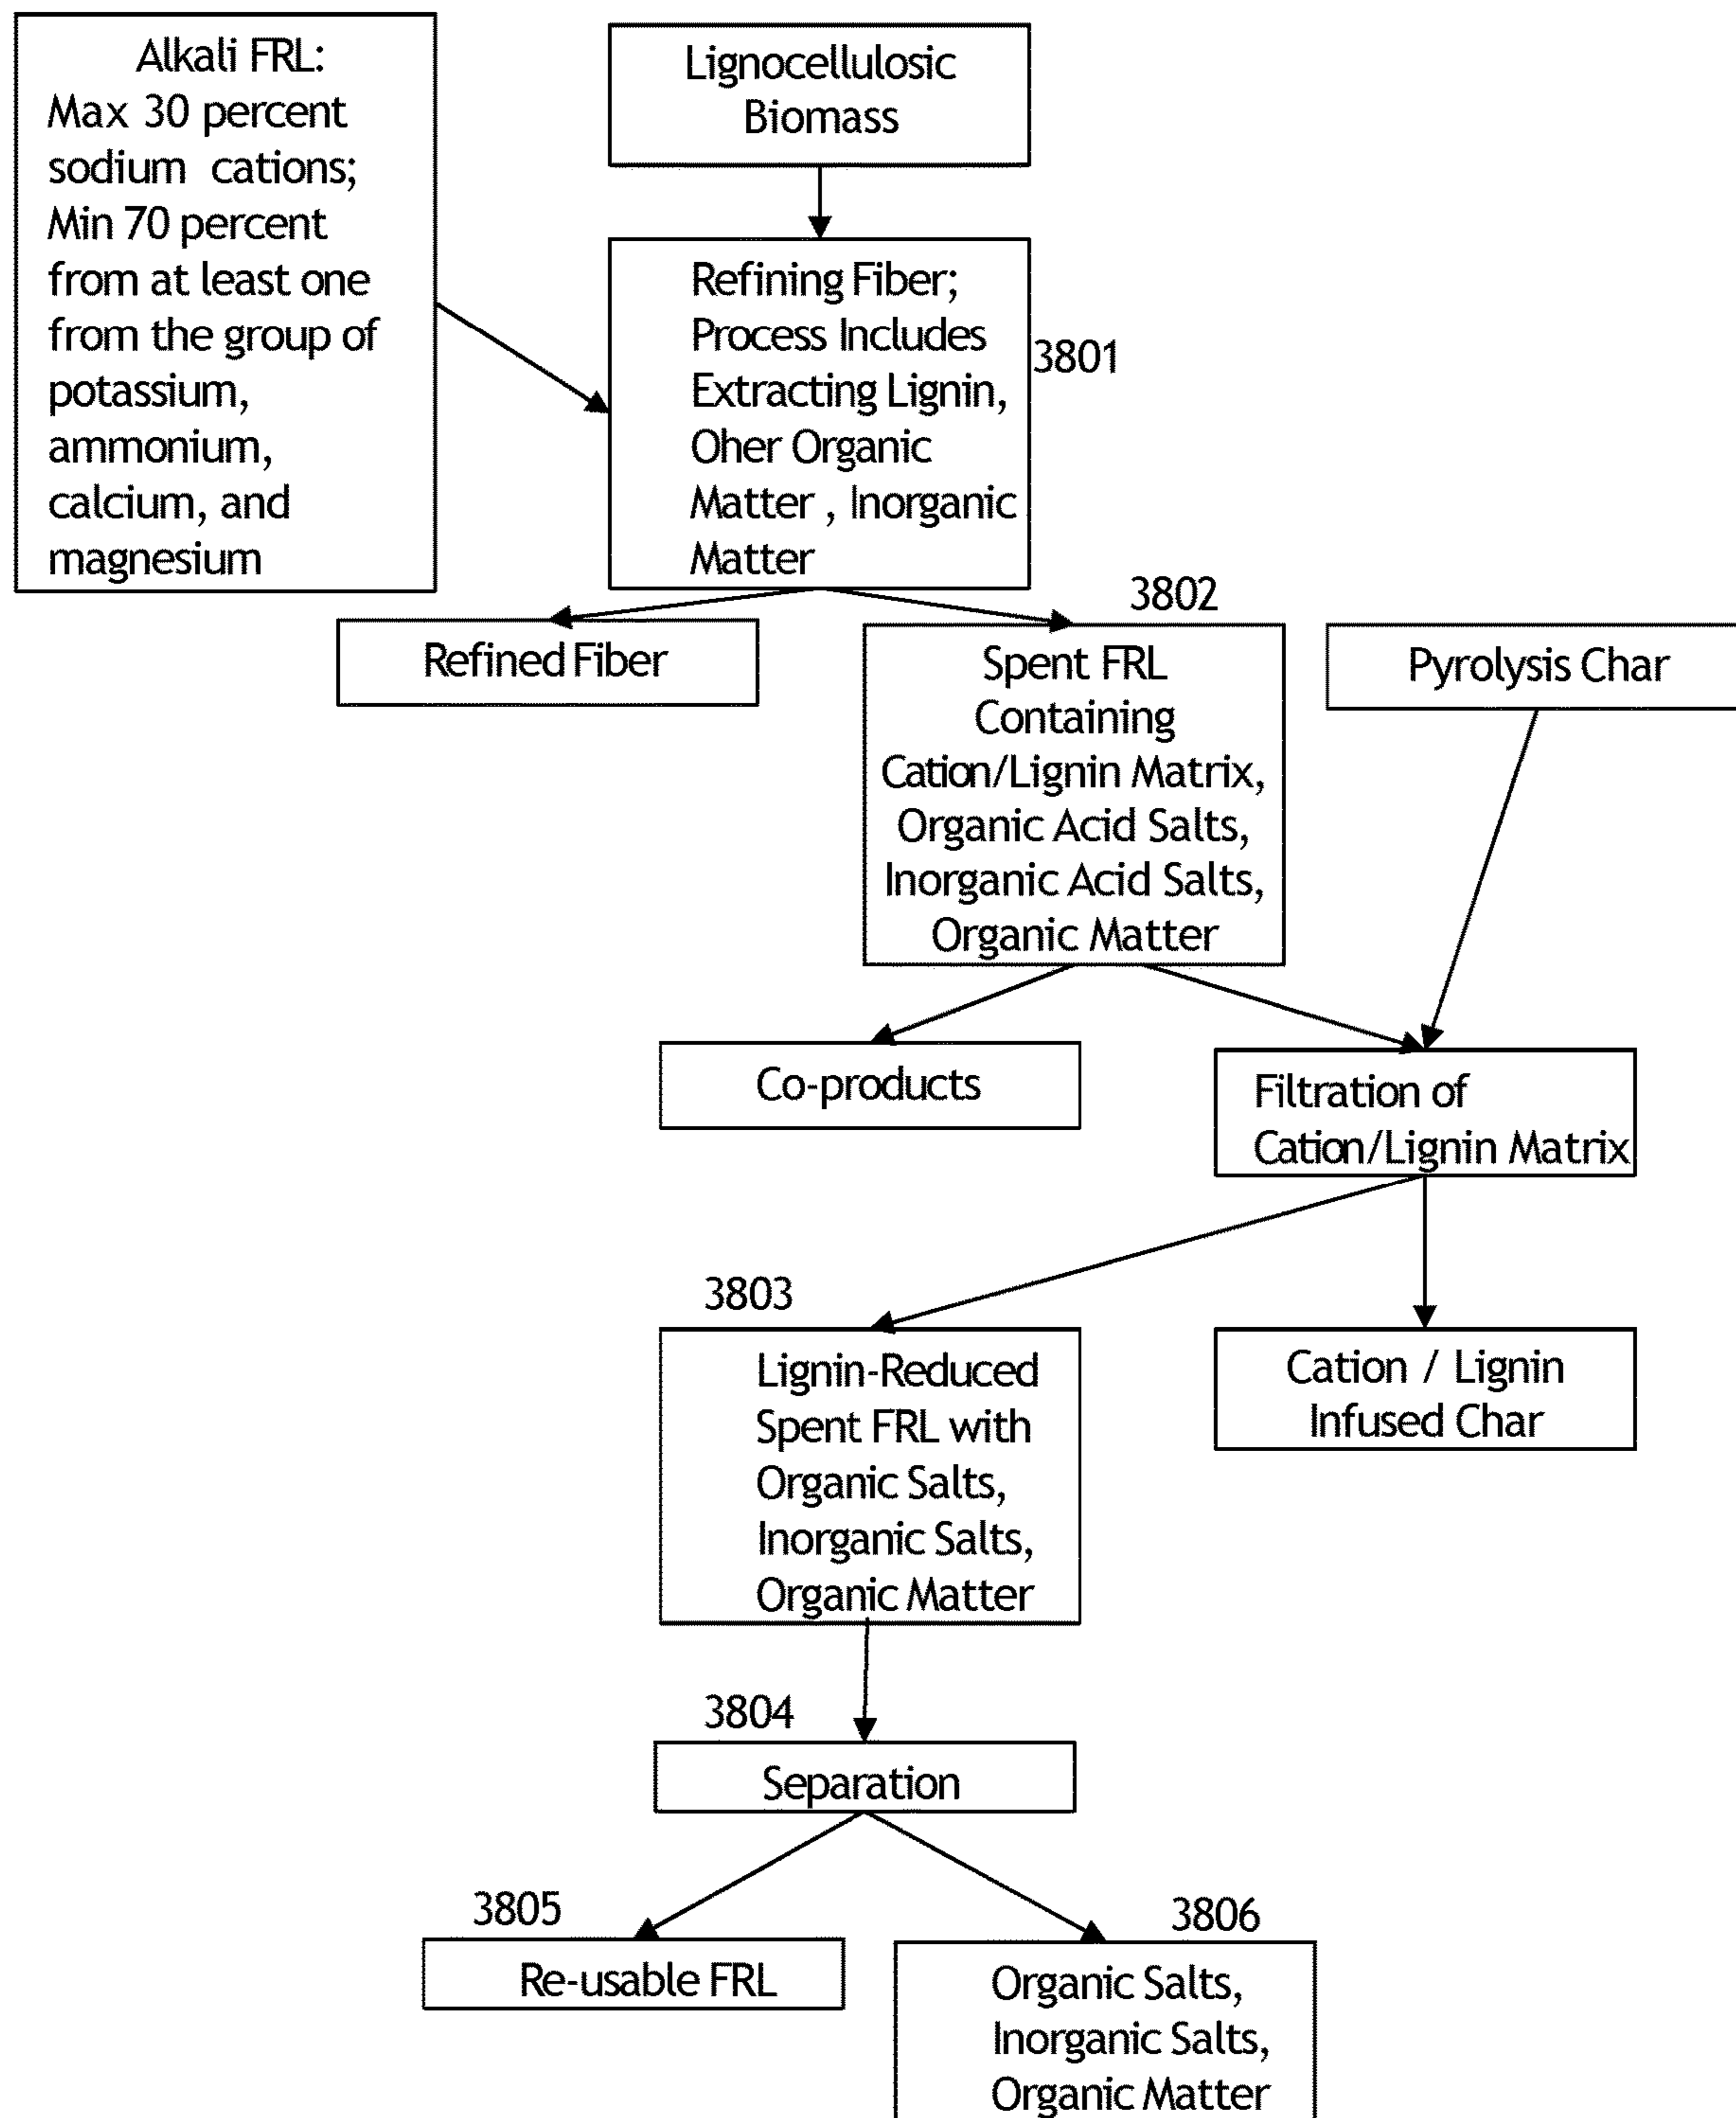 Alkali FRL:
Max 30 percent
sodium cations;
Min 70 percent
from at least one
from the group of
potassium,
ammonium,
calcium, and
magnesium
Lignocellulosic
Biomass
Refining Fiber;
Process Includes
Extracting Lignin,
Oher Organic
Matter , Inorganic
Matter
3801
Refined Fiber
3802
Spent FRL
Containing
Cation/Lignin Matrix,
Organic Acid Salts,
Inorganic Acid Salts,
Organic Matter
Pyrolysis Char
Co-products
Filtration of
Cation/Lignin Matrix
3803
Lignin-Reduced
Spent FRL with
Organic Salts,
Inorganic Salts,
Organic Matter
Cation / Lignin
Infused Char
3804
Separation
3805
Re-usable FRL
3806
Organic Salts,
Inorganic Salts,
Organic Matter